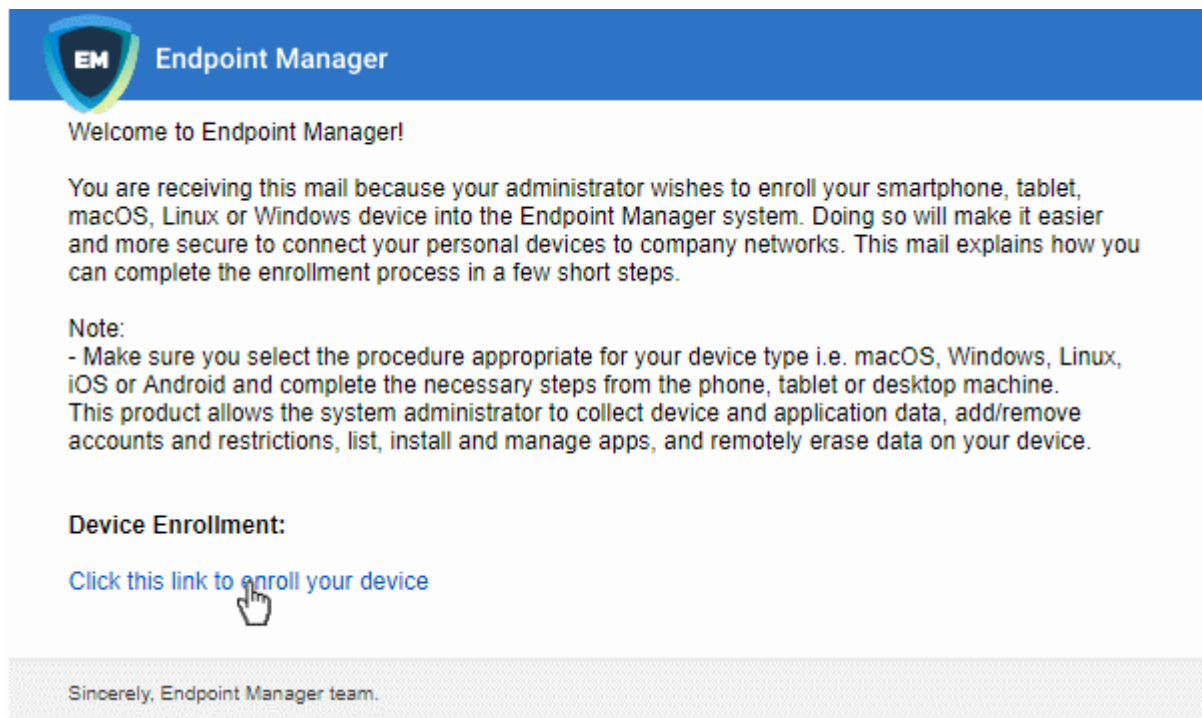 EM
Endpoint Manager
Welcome to Endpoint Manager!
You are receiving this mail because your administrator wishes to enroll your smartphone, tablet,
macOS, Linux or Windows device into the Endpoint Manager system. Doing so will make it easier
and more secure to connect your personal devices to company networks. This mail explains how you
can complete the enrollment process in a few short steps.
Note:
- Make sure you select the procedure appropriate for your device type i.e. macOS, Windows, Linux,
iOS or Android and complete the necessary steps from the phone, tablet or desktop machine.
This product allows the system administrator to collect device and application data, add/remove
accounts and restrictions, list, install and manage apps, and remotely erase data on your device.
Device Enrollment:
Click this link to enroll your device
Sincerely, Endpoint Manager team.